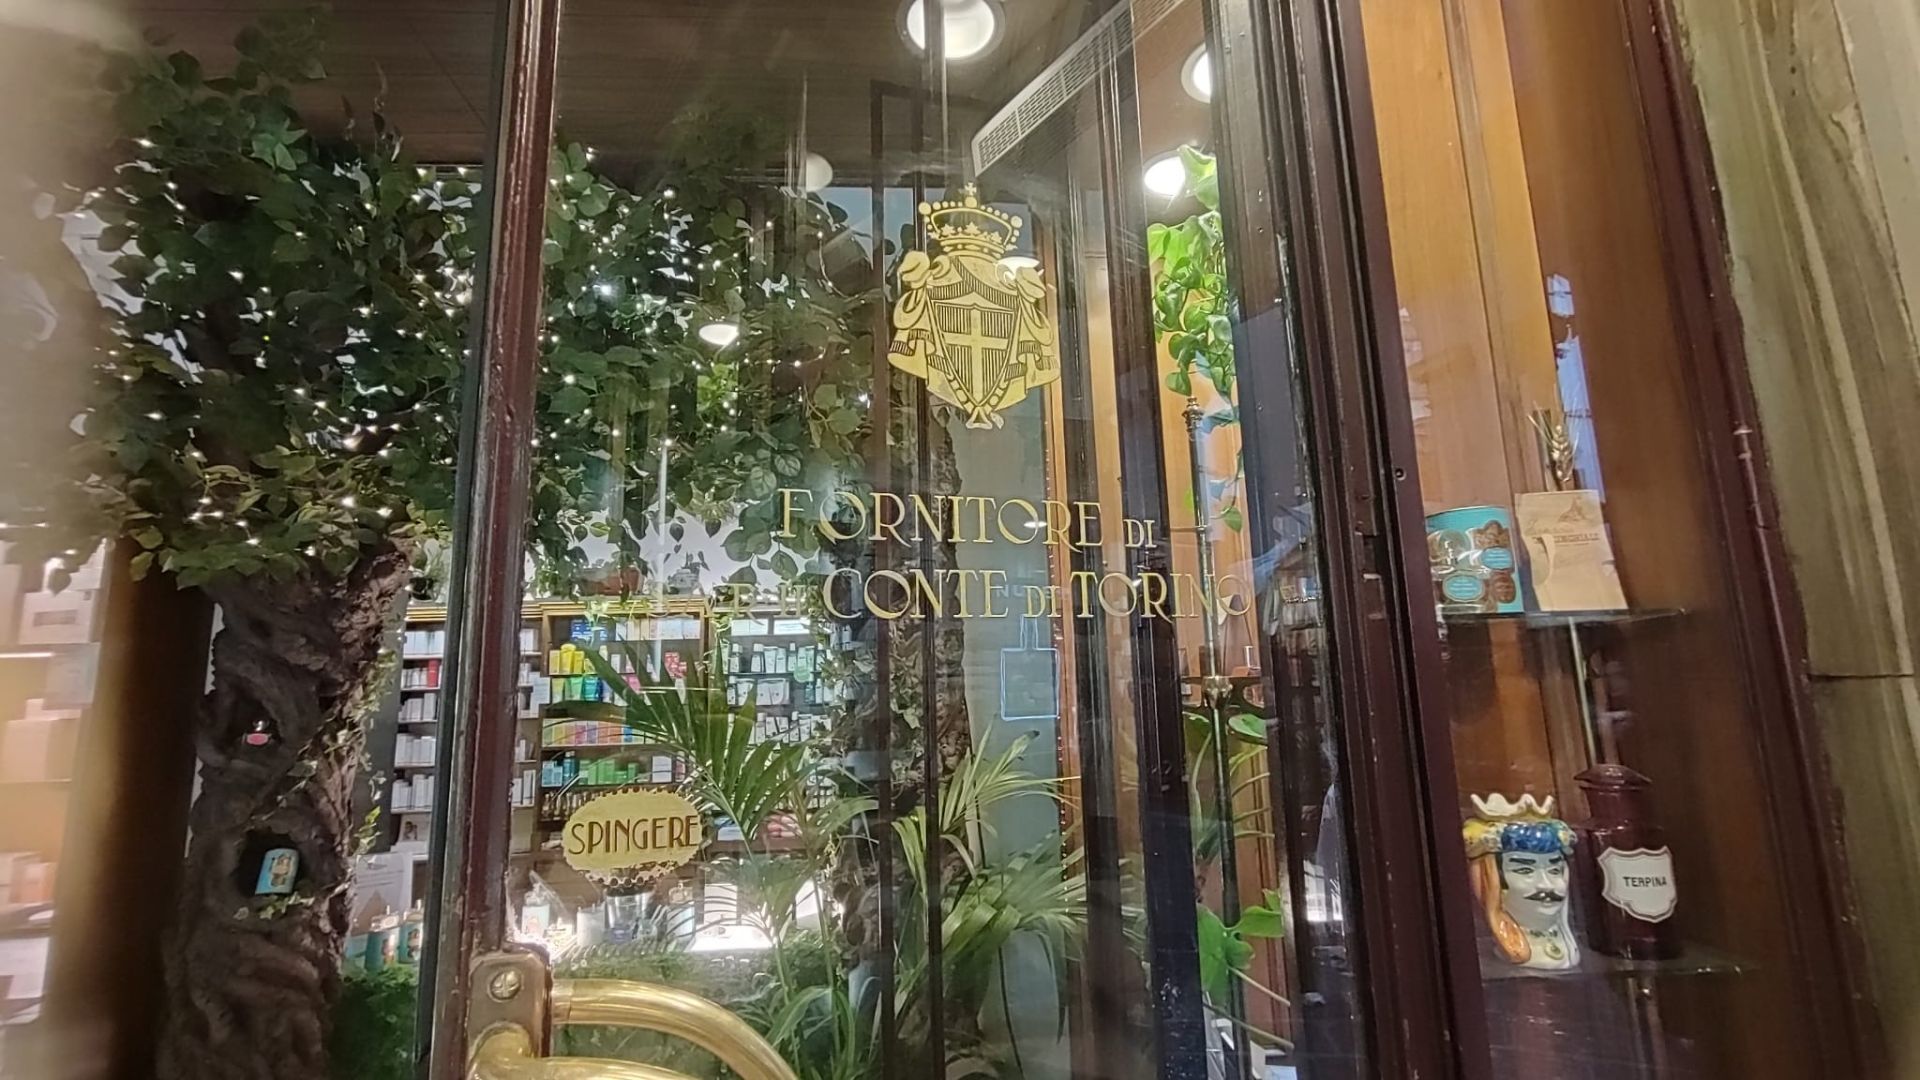 FORNITORE DI
CONTE DI TORINO
SPINGERE
TERPINA